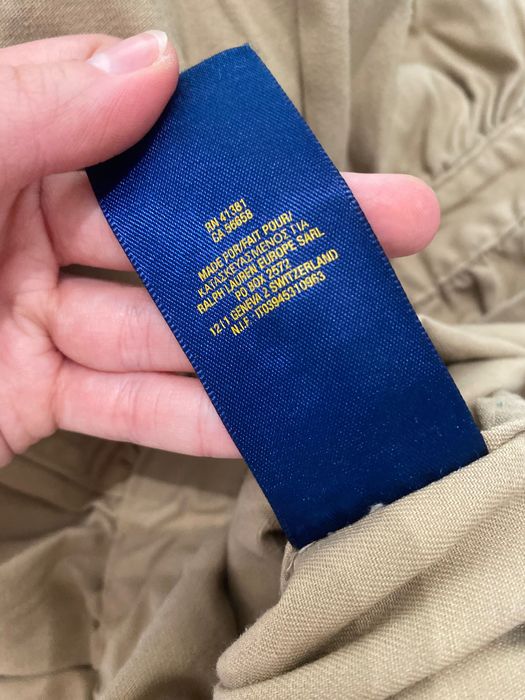 RN 41381
CA 56658
MADE FOR/FAIT POUR/
ΚΑΤΑΣΚΕΥΑΣΜΕΝΟΣ ΓΙΑ
RALPH LAUREN EUROPE SARL
PO BOX 2572
1211 GENEVA 2 SWITZERLAND
N.I.F - IT03945310963